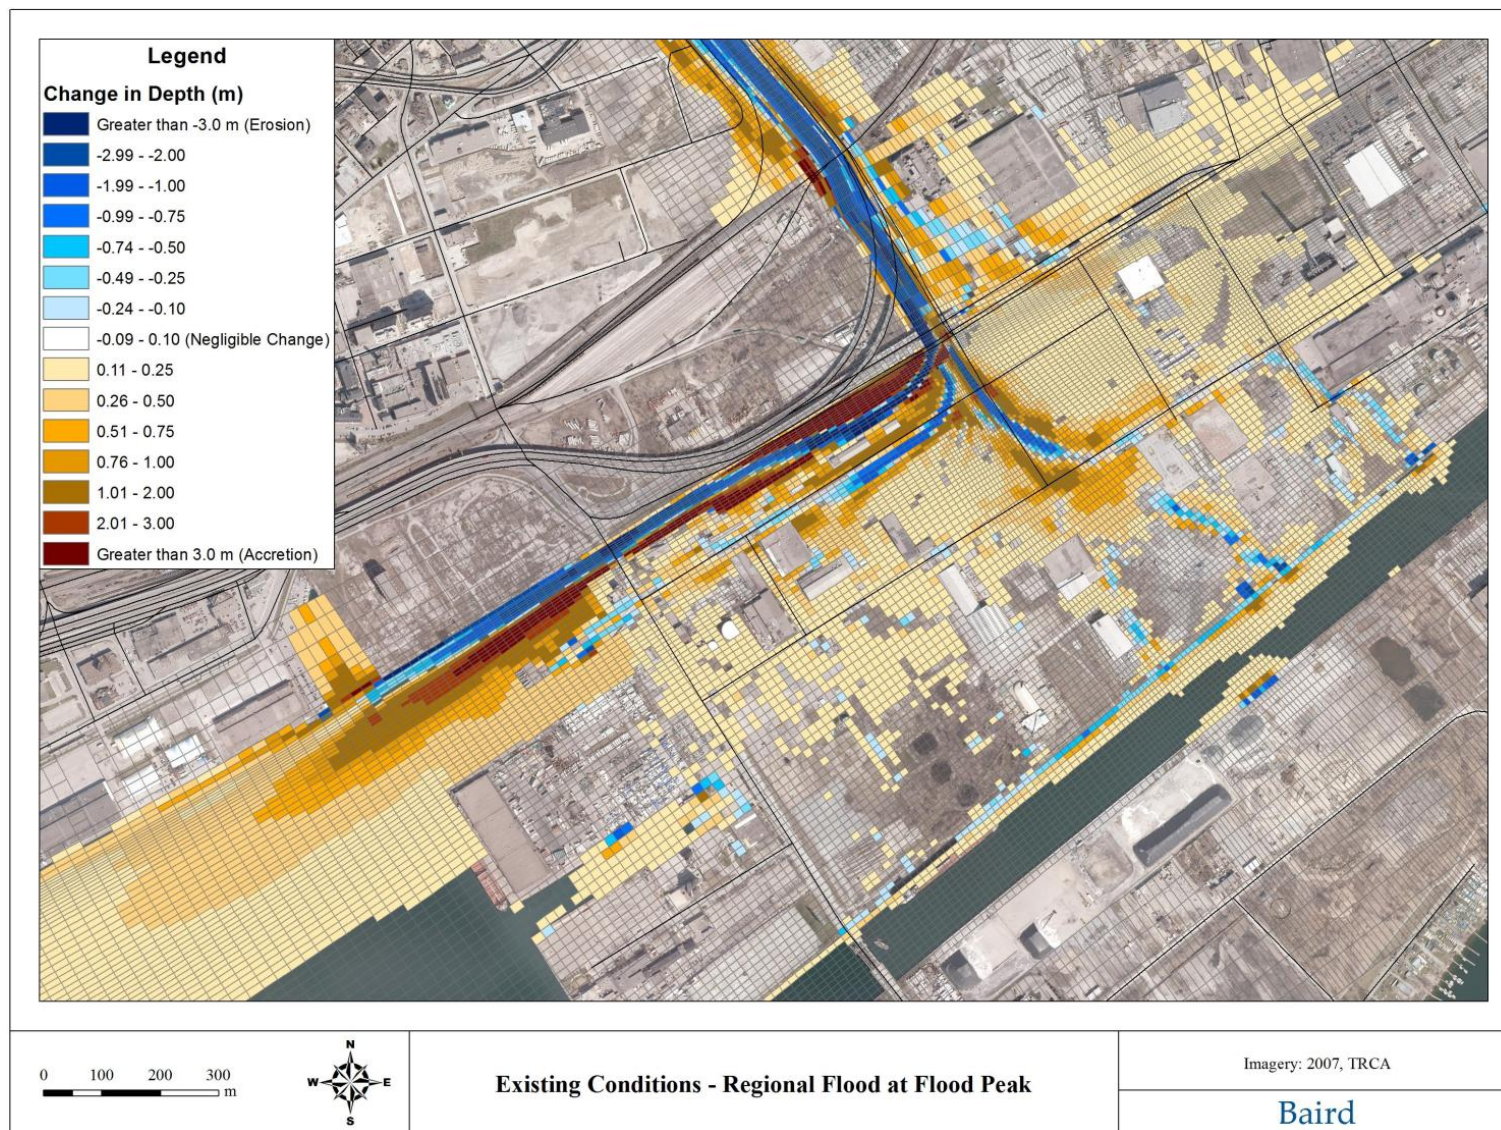 Legend
Change in Depth (m)
Greater than -3.0 m (Erosion)
-2.99 - -2.00
-1.99 - -1.00
-0.99 - -0.75
-0.74 - -0.50
-0.49 - -0.25
-0.24 - -0.10
-0.09 - 0.10 (Negligible Change)
0.11 - 0.25
0.26 - 0.50
0.51 - 0.75
0.76 - 1.00
1.01 - 2.00
2.01 - 3.00
Greater than 3.0 m (Accretion)
0 100 200 300
m
N
W E
S
Existing Conditions - Regional Flood at Flood Peak
Imagery: 2007, TRCA
Baird